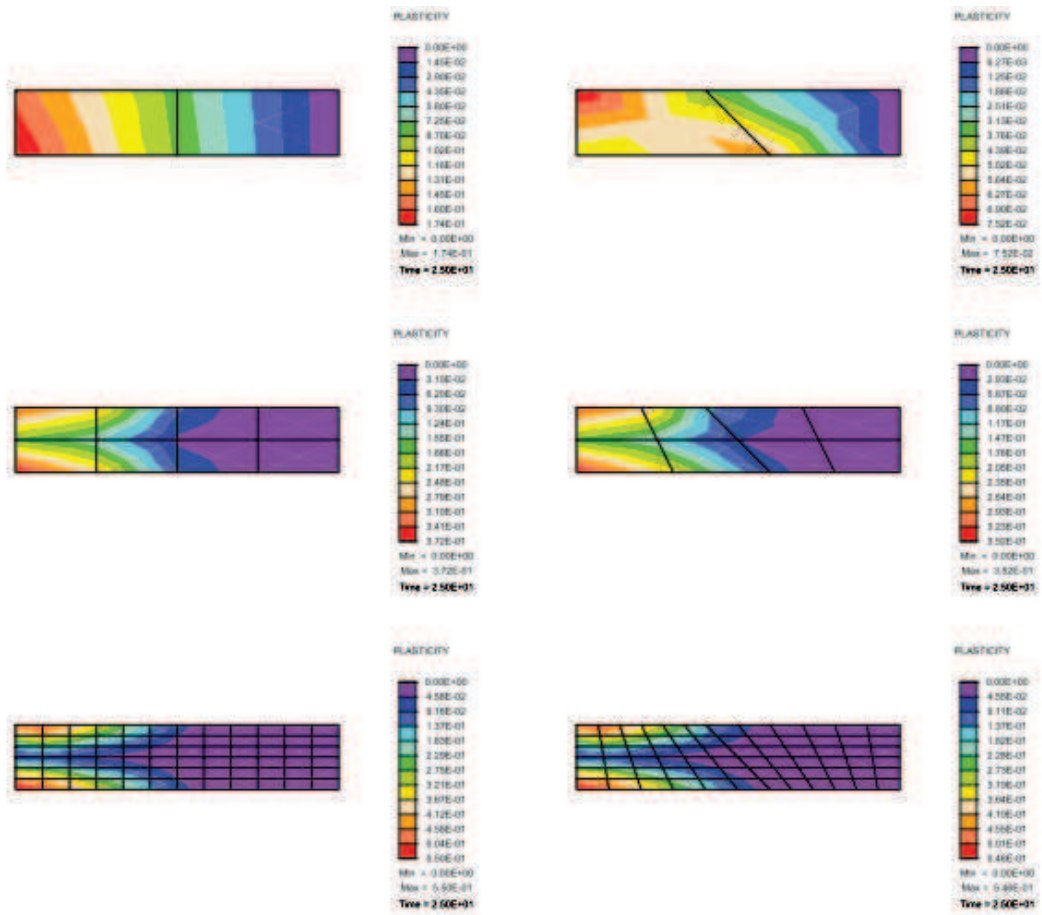 PLASTICITY
0.00E+00
1.45E-02
2.90E-02
4.35E-02
5.80E-02
7.25E-02
8.70E-02
1.02E-01
1.16E-01
1.31E-01
1.45E-01
1.60E-01
1.74E-01
Min = 0.00E+00
Max = 1.74E-01
Time = 2.50E+01
PLASTICITY
0.00E+00
6.27E-03
1.25E-02
1.88E-02
2.51E-02
3.13E-02
3.76E-02
4.39E-02
5.02E-02
5.64E-02
6.27E-02
6.90E-02
7.52E-02
Min = 0.00E+00
Max = 7.52E-02
Time = 2.50E+01
PLASTICITY
0.00E+00
3.10E-02
6.20E-02
9.30E-02
1.24E-01
1.55E-01
1.86E-01
2.17E-01
2.48E-01
2.79E-01
3.10E-01
3.41E-01
3.72E-01
Min = 0.00E+00
Max = 3.72E-01
Time = 2.50E+01
PLASTICITY
0.00E+00
2.93E-02
5.87E-02
8.80E-02
1.17E-01
1.47E-01
1.76E-01
2.05E-01
2.35E-01
2.64E-01
2.93E-01
3.23E-01
3.52E-01
Min = 0.00E+00
Max = 3.52E-01
Time = 2.50E+01
PLASTICITY
0.00E+00
4.58E-02
9.16E-02
1.37E-01
1.83E-01
2.29E-01
2.75E-01
3.21E-01
3.67E-01
4.12E-01
4.58E-01
5.04E-01
5.50E-01
Min = 0.00E+00
Max = 5.50E-01
Time = 2.50E+01
PLASTICITY
0.00E+00
4.55E-02
9.11E-02
1.37E-01
1.82E-01
2.28E-01
3.64E-01
4.10E-01
4.55E-01
5.01E-01
5.46E-01
Min = 0.00E+00
Max = 5.46E-01
Time = 2.50E+01